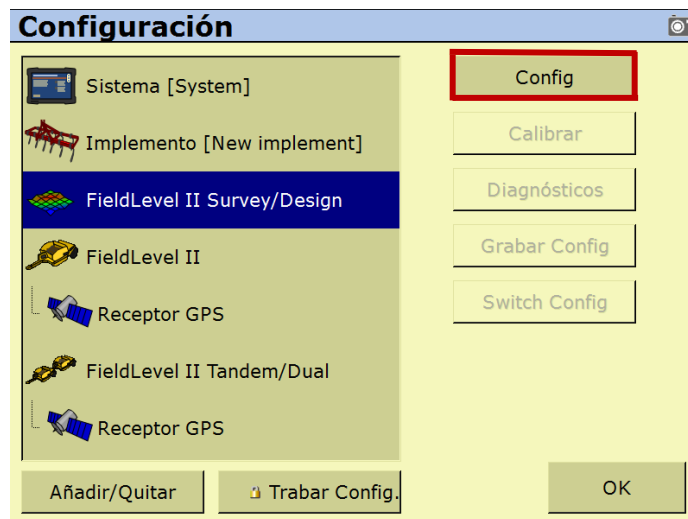 Configuración
Sistema [System]
Implemento [New implement]
FieldLevel II Survey/Design
FieldLevel II
Receptor GPS
FieldLevel II Tandem/Dual
Receptor GPS
Config
Calibrar
Diagnósticos
Grabar Config
Switch Config
Añadir/Quitar
Trabar Config.
OK